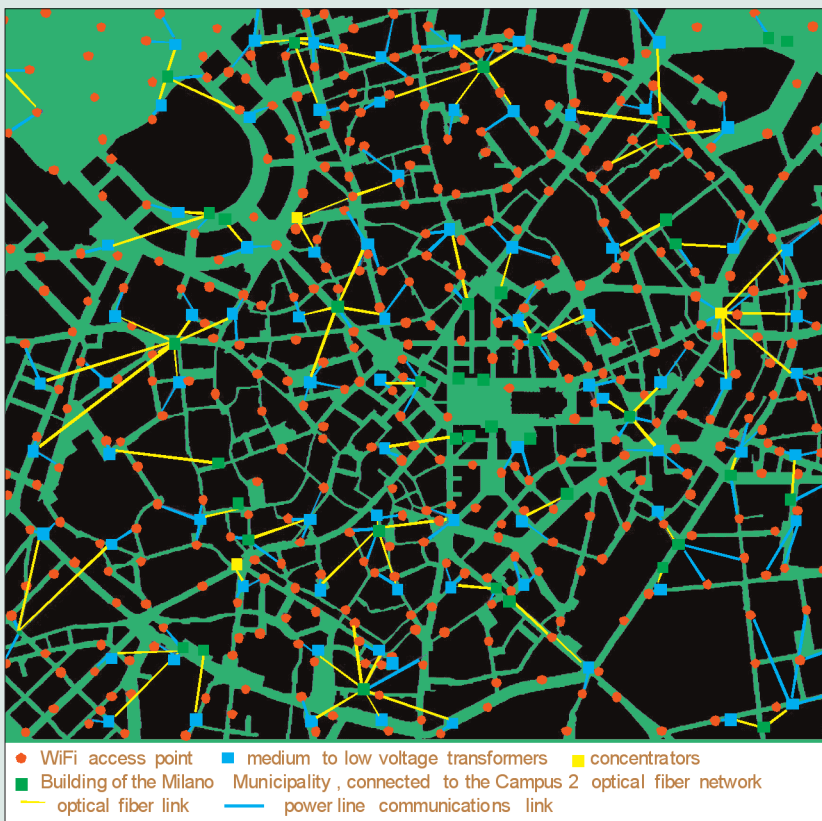 WiFi access point medium to low voltage transformers concentrators
Building of the Milano Municipality , connected to the Campus 2 optical fiber network
optical fiber link power line communications link